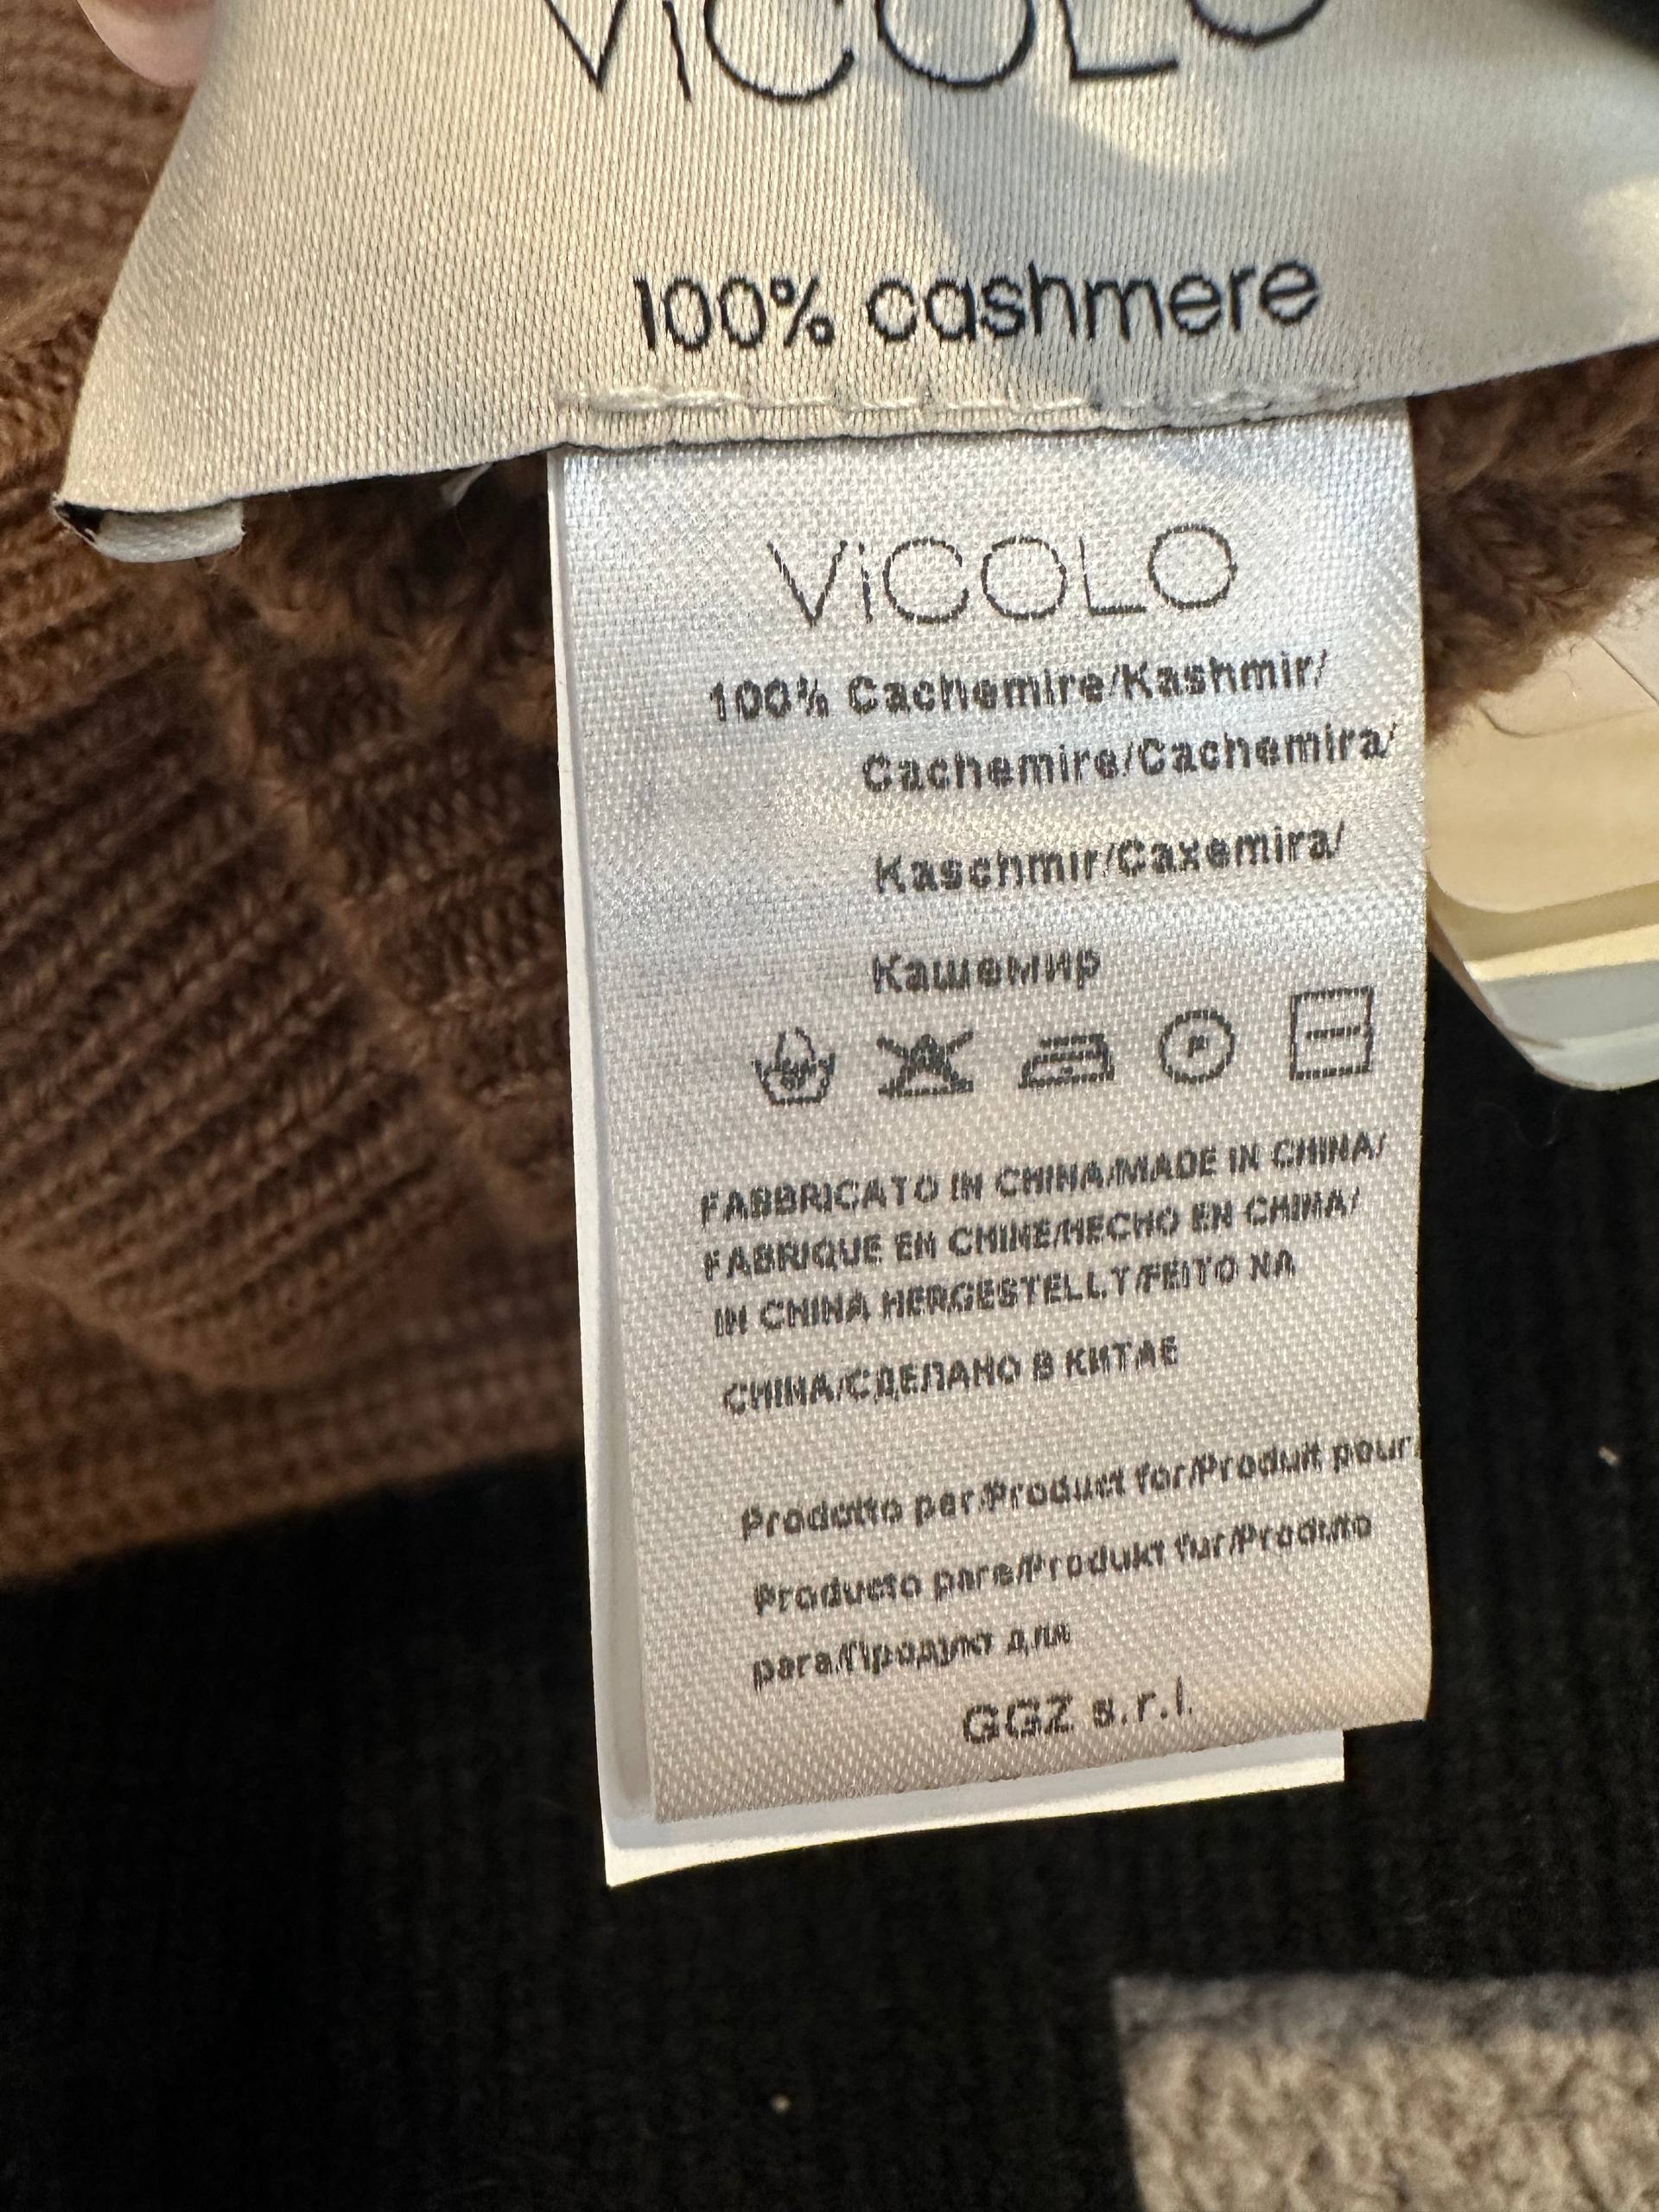 ViCOLO
100% cashmere
ViCOLO
100% Cachemire/Kashmir/
Cachemire/Cachemira/
Kaschmir/Caxemira/
Кашемир
P
FABBRICATO IN CHINA/MADE IN CHINA/
FABRIQUE EN CHINE/HECHO EN CHINA/
IN CHINA HERGESTELLT/FEITO NA
CHINA/СДЕЛАНО В КИТАЕ
Prodotto per/Product for/Produit pour/
Producto para/Produkt fur/Produto
para/Продукт для
GGZ s.r.l.